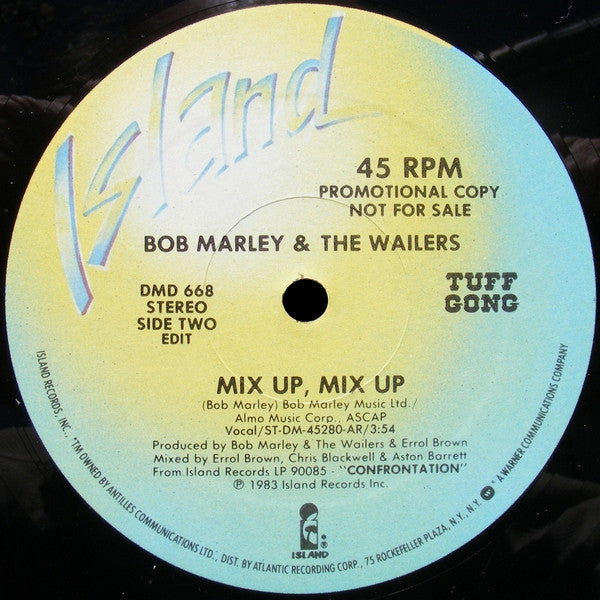 Island
45 RPM
PROMOTIONAL COPY
NOT FOR SALE
BOB MARLEY & THE WAILERS
DMD 668
STEREO
SIDE TWO
EDIT
TUFF
GONG
MIX UP, MIX UP
(Bob Marley) Bob Marley Music Ltd./
Almo Music Corp., ASCAP
Vocal/ST-DM-45280-AR/3:54
Produced by Bob Marley & The Wailers & Errol Brown
Mixed by Errol Brown, Chris Blackwell & Aston Barrett
From Island Records LP 90085 - "CONFRONTATION"
℗ 1983 Island Records Inc.
ISLAND®
ISLAND RECORDS, INC., *TM OWNED BY ANTILLES COMMUNICATIONS LTD., DIST. BY ATLANTIC RECORDING CORP., 75 ROCKEFELLER PLAZA, N.Y., N.Y. * A WARNER COMMUNICATIONS COMPANY